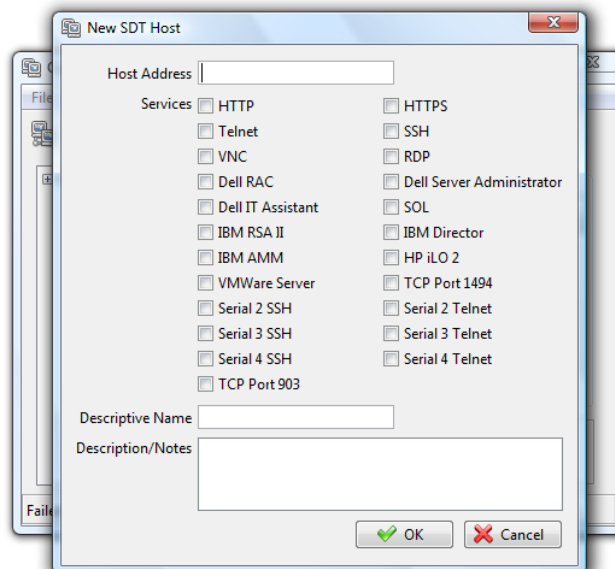 New SDT Host
File
Host Address
Services
HTTP HTTPS
Telnet SSH
VNC RDP
Dell RAC Dell Server Administrator
Dell IT Assistant SOL
IBM RSA II IBM Director
IBM AMM HP iLO 2
VMWare Server TCP Port 1494
Serial 2 SSH Serial 2 Telnet
Serial 3 SSH Serial 3 Telnet
Serial 4 SSH Serial 4 Telnet
TCP Port 903
Descriptive Name
Description/Notes
Faile
OK Cancel